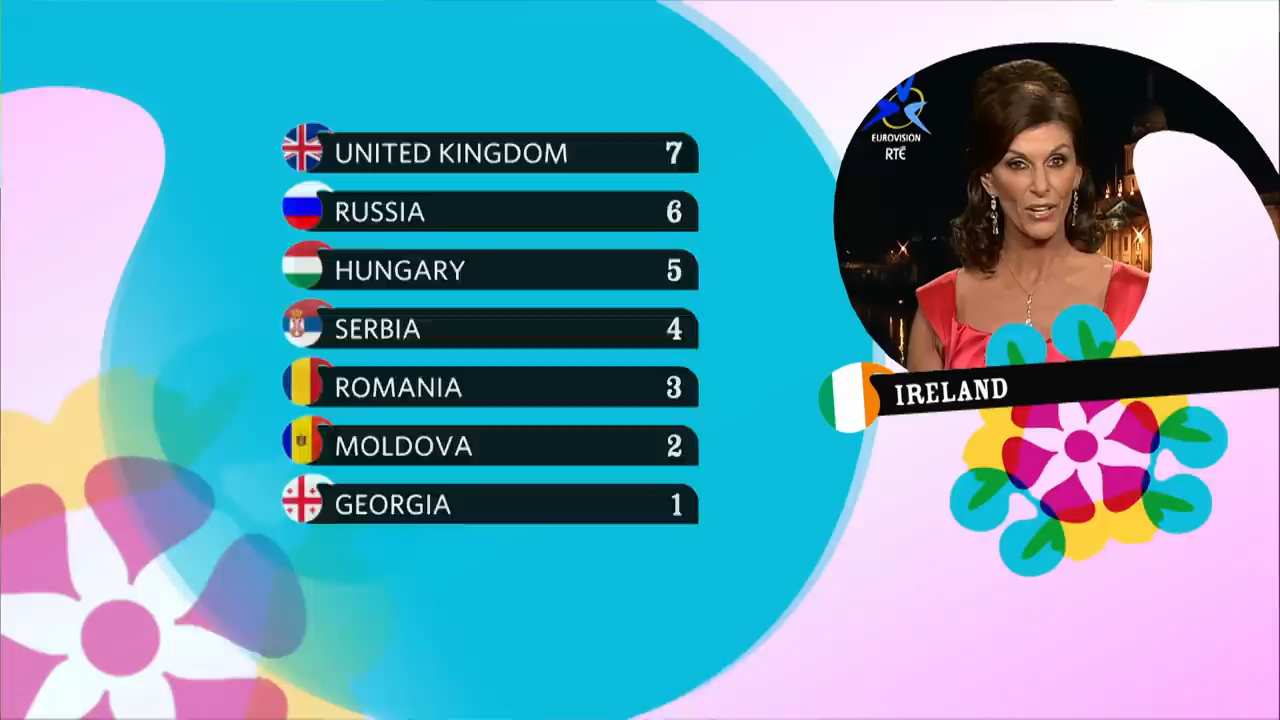 UNITED KINGDOM 7
RUSSIA 6
HUNGARY 5
SERBIA 4
ROMANIA 3
MOLDOVA 2
GEORGIA 1
EUROVISION
RTÉ
IRELAND